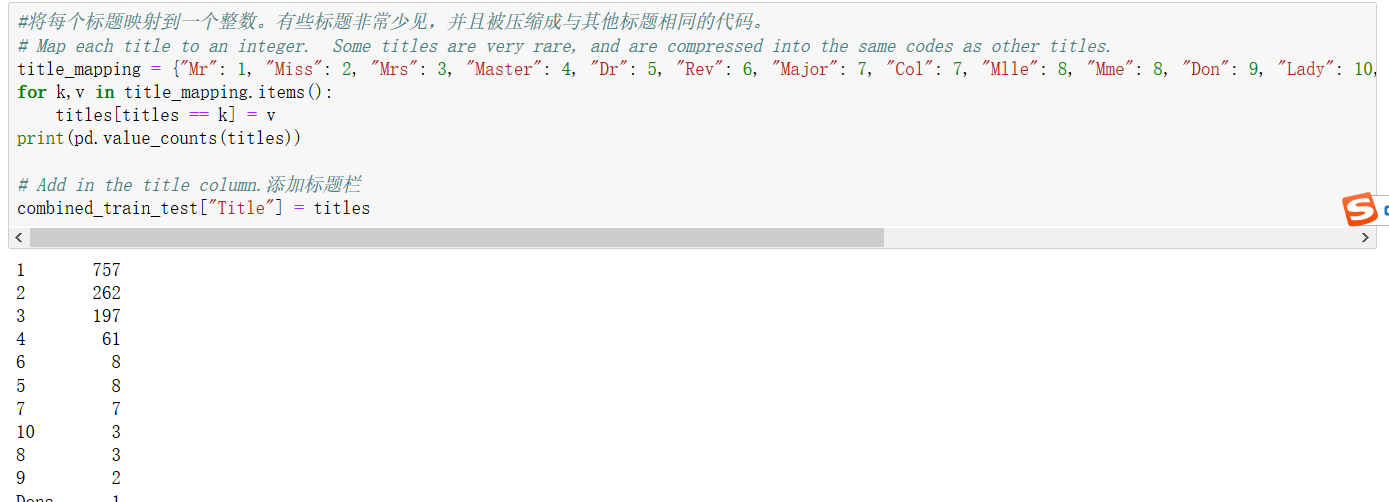 #将每个标题映射到一个整数。有些标题非常少见，并且被压缩成与其他标题相同的代码。
# Map each title to an integer.  Some titles are very rare, and are compressed into the same codes as other titles.
title_mapping = {"Mr": 1, "Miss": 2, "Mrs": 3, "Master": 4, "Dr": 5, "Rev": 6, "Major": 7, "Col": 7, "Mlle": 8, "Mme": 8, "Don": 9, "Lady": 10,
for k,v in title_mapping.items():
    titles[titles == k] = v
print(pd.value_counts(titles))
# Add in the title column.添加标题栏
combined_train_test["Title"] = titles
1 757
2 262
3 197
4 61
6 8
5 8
7 7
10 3
8 3
9 2
Dona 1